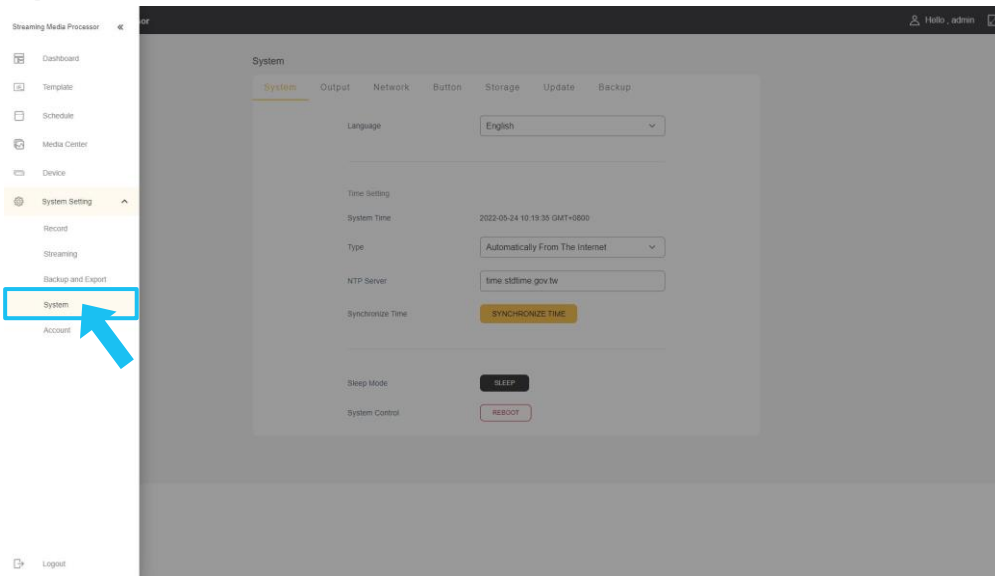 Streaming Media Processor «
or
Hello , admin
Dashboard
Template
Schedule
Media Center
Device
System Setting
Record
Streaming
Backup and Export
System
Account
Logout
System
System Output Network Button Storage Update Backup
Language English
Time Setting
System Time 2022-05-24 10:19:35 GMT+0800
Type Automatically From The Internet
NTP Server time.stdtime.gov.tw
Synchronize Time SYNCHRONIZE TIME
Sleep Mode SLEEP
System Control REBOOT